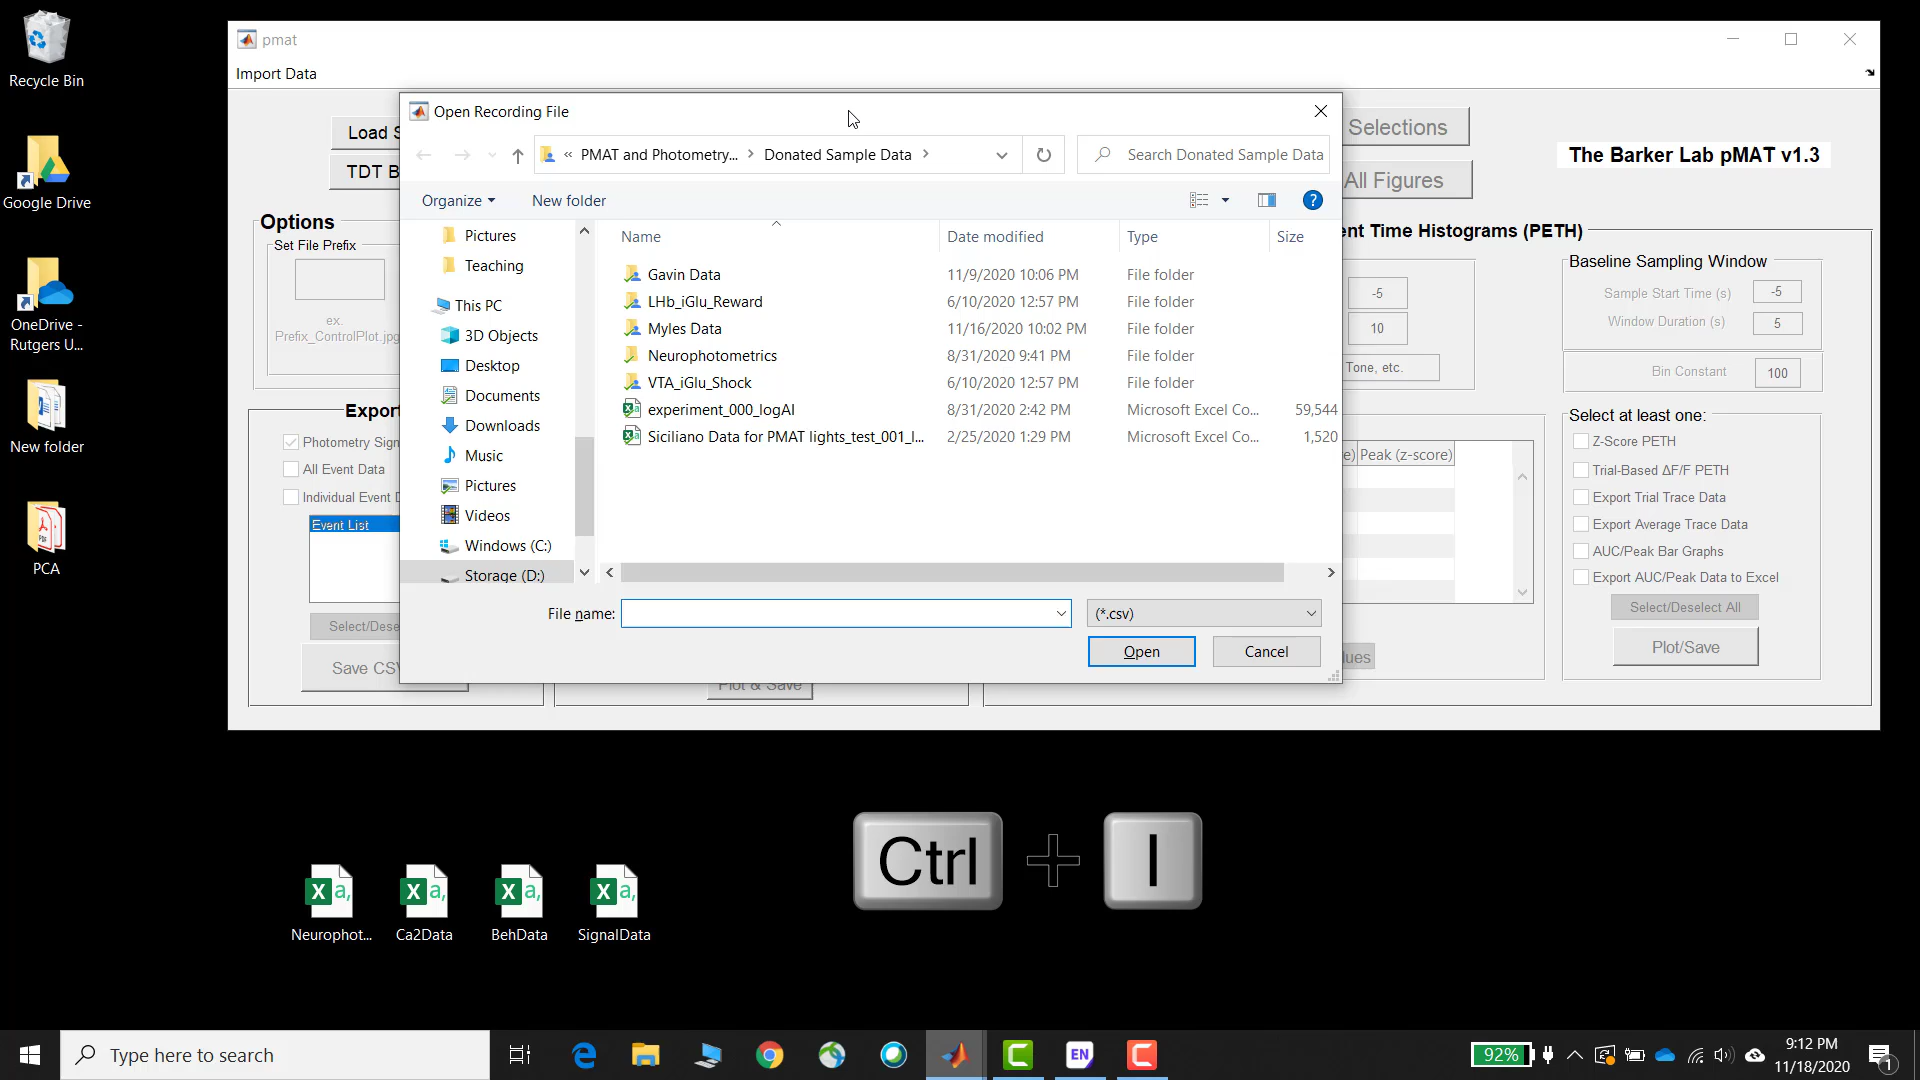 Recycle Bin
Google Drive
OneDrive -
Rutgers U...
New folder
PCA
pmat
Import Data
Load S
TDT B
Selections
All Figures
The Barker Lab pMAT v1.3
Options
Set File Prefix
ex.
Prefix_ControlPlot.jpg
Export
Photometry Sign
All Event Data
Individual Event D
Event List
Select/Dese
Save CSV
Plot & Save
Open Recording File
« PMAT and Photometry... > Donated Sample Data >
Search Donated Sample Data
Organize
New folder
Pictures
Teaching
This PC
3D Objects
Desktop
Documents
Downloads
Music
Pictures
Videos
Windows (C:)
Storage (D:)
Name Date modified Type Size
Gavin Data 11/9/2020 10:06 PM File folder
LHb_iGlu_Reward 6/10/2020 12:57 PM File folder
Myles Data 11/16/2020 10:02 PM File folder
Neurophotometrics 8/31/2020 9:41 PM File folder
VTA_iGlu_Shock 6/10/2020 12:57 PM File folder
experiment_000_logAI 8/31/2020 2:42 PM Microsoft Excel Co... 59,544
Siciliano Data for PMAT lights_test_001_l... 2/25/2020 1:29 PM Microsoft Excel Co... 1,520
File name:
(*.csv)
Open
Cancel
ent Time Histograms (PETH)
-5
10
Tone, etc.
e) Peak (z-score)
lues
Baseline Sampling Window
Sample Start Time (s) -5
Window Duration (s) 5
Bin Constant 100
Select at least one:
Z-Score PETH
Trial-Based ΔF/F PETH
Export Trial Trace Data
Export Average Trace Data
AUC/Peak Bar Graphs
Export AUC/Peak Data to Excel
Select/Deselect All
Plot/Save
Ctrl + I
Neurophot...
Ca2Data
BehData
SignalData
Type here to search
EN
92%
9:12 PM
11/18/2020
1